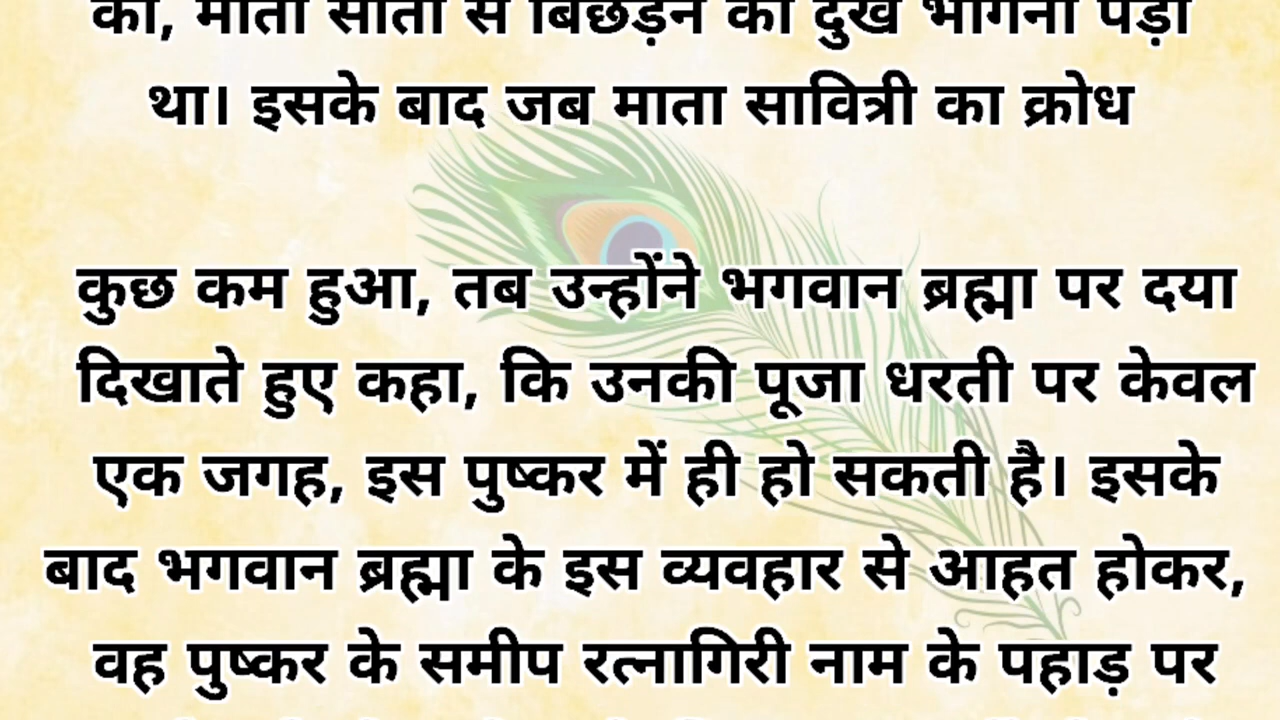 को, माता सीता से बिछड़ने का दुख भोगना पड़ा
था। इसके बाद जब माता सावित्री का क्रोध
कुछ कम हुआ, तब उन्होंने भगवान ब्रह्मा पर दया
दिखाते हुए कहा, कि उनकी पूजा धरती पर केवल
एक जगह, इस पुष्कर में ही हो सकती है। इसके
बाद भगवान ब्रह्मा के इस व्यवहार से आहत होकर,
वह पुष्कर के समीप रत्नागिरी नाम के पहाड़ पर